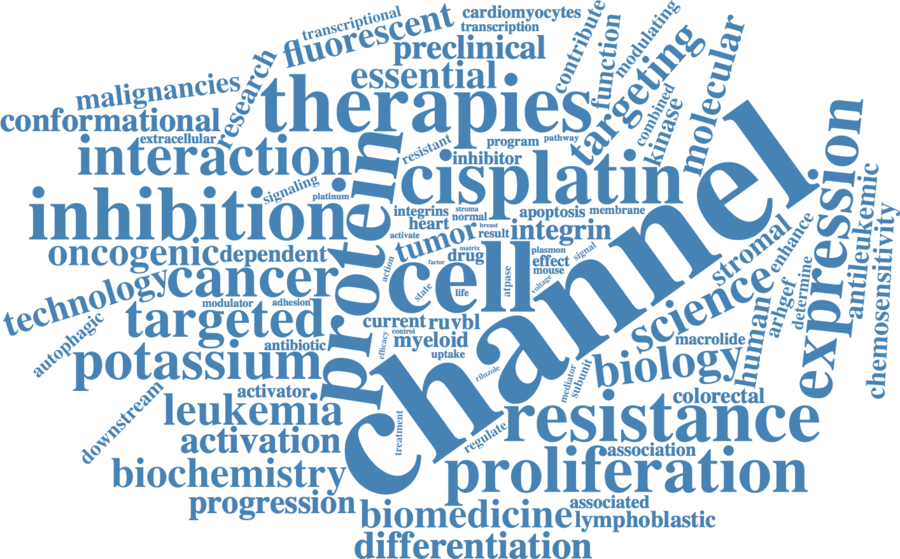 transcriptional
cardiomyocytes
transcription
fluorescent
preclinical
contribute
function
modulating
research
essential
targeting
molecular
malignancies
therapies
combined
kinase
conformational
extracellular
interaction
protein
resistant
program
pathway
inhibitor
cisplatin
expression
signaling
platinum
inhibition
integrins
stroma
normal
apoptosis
membrane
heart
activate
breast
result
integrin
tumor
antileukemic
chemosensitivity
oncogenic
dependent
matrix
drug
plasmon
effect
signal
stromal
enhance
action
factor
cell
mouse
voltage
cancer
technology
state
life
atpase
channel
science
human
arhgef
determine
modulator
adhesion
targeted
current
ruvbl
control
myeloid
macrolide
autophagic
antibiotic
efficacy
uptake
potassium
biology
riluzole
mediator
subunit
colorectal
downstream
activator
leukemia
treatment
regulate
resistance
activation
association
biochemistry
proliferation
progression
biomedicine
associated
lymphoblastic
differentiation